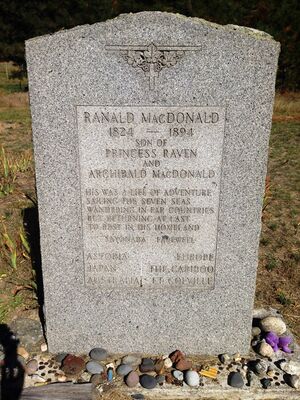 RANALD MACDONALD
1824 — 1894
SON OF
PRINCESS RAVEN
AND
ARCHIBALD MACDONALD
HIS WAS A LIFE OF ADVENTURE
SAILING THE SEVEN SEAS
WANDERING IN FAR COUNTRIES
BUT RETURNING AT LAST
TO REST IN HIS HOMELAND
SAYONARA FAREWELL
ASTORIA EUROPE
JAPAN THE CARIBOO
AUSTRALIA FT COLVILLE